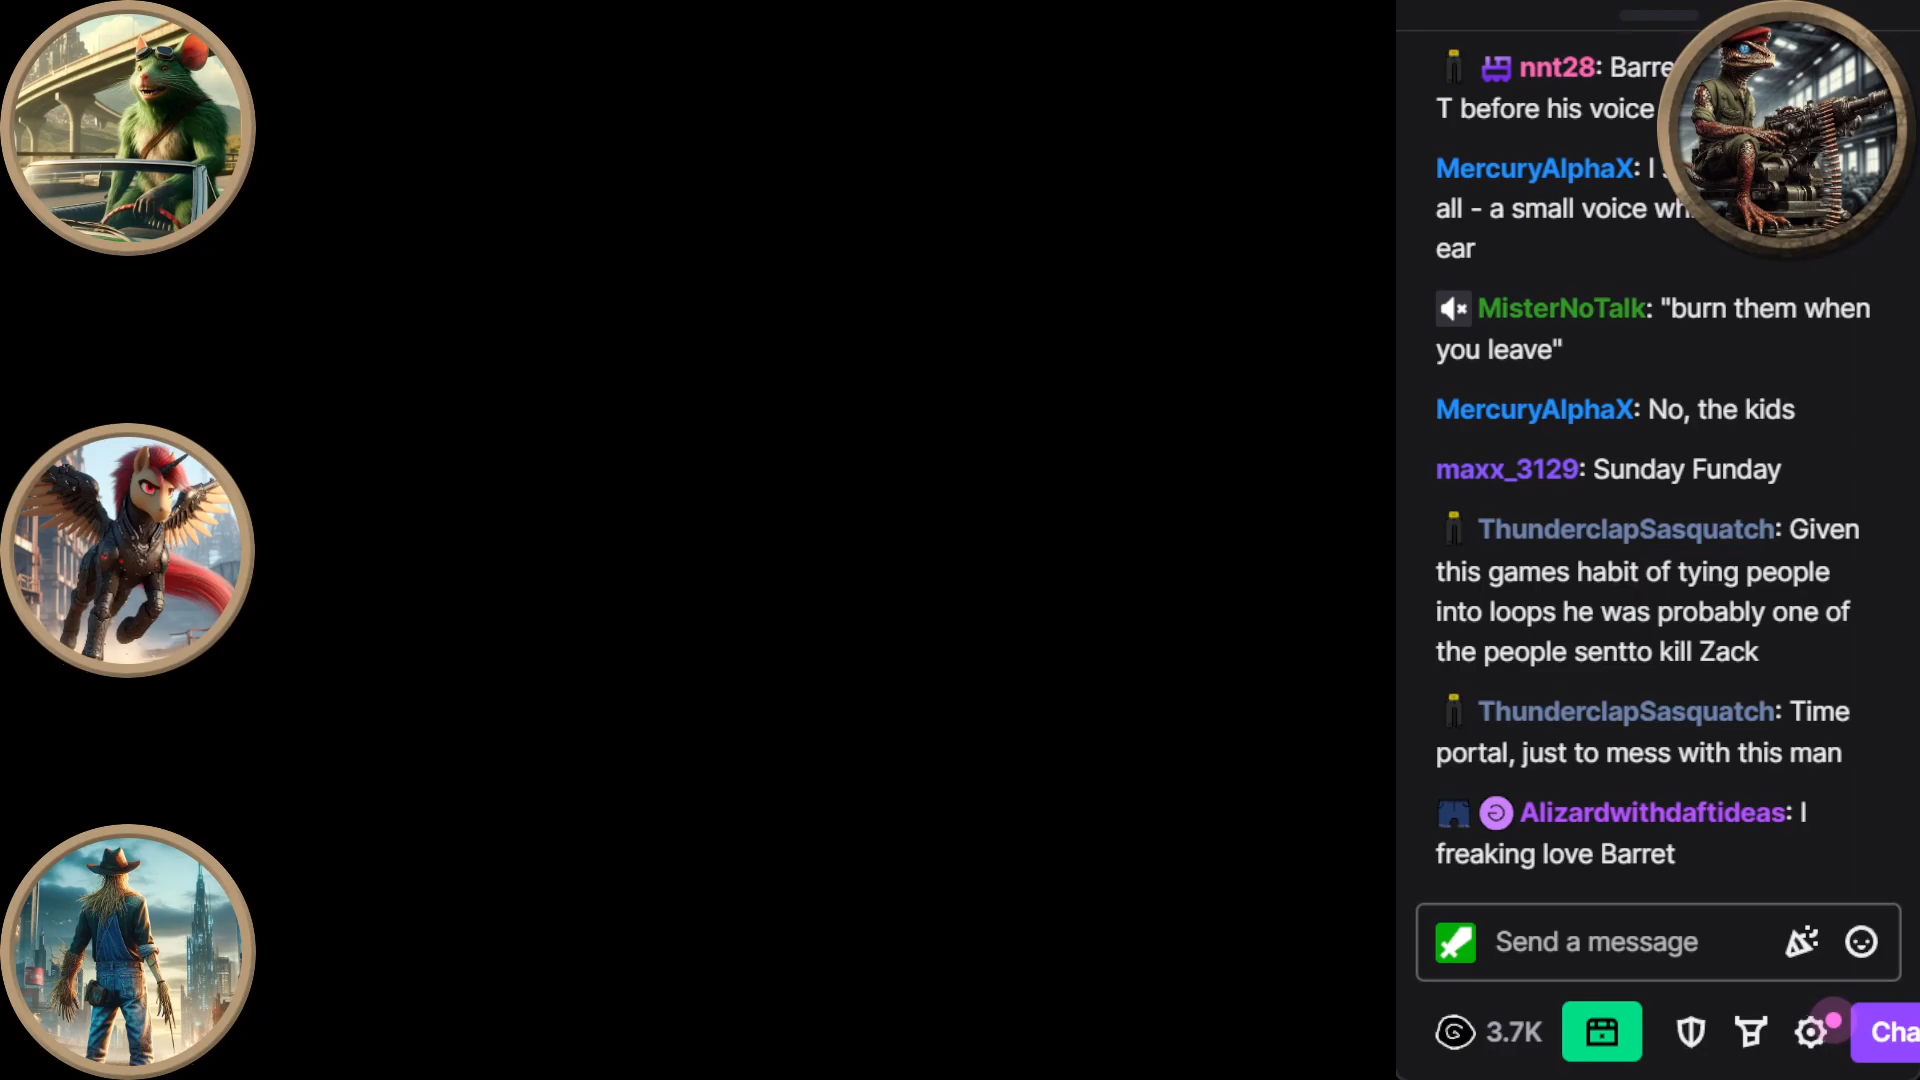 nnt28: Barre
T before his voice
MercuryAlphaX: I
all - a small voice wh
ear
MisterNoTalk: "burn them when
you leave"
MercuryAlphaX: No, the kids
maxx_3129: Sunday Funday
ThunderclapSasquatch: Given
this games habit of tying people
into loops he was probably one of
the people sentto kill Zack
ThunderclapSasquatch: Time
portal, just to mess with this man
Alizardwithdaftideas: I
freaking love Barret
Send a message
3.7K
Cha